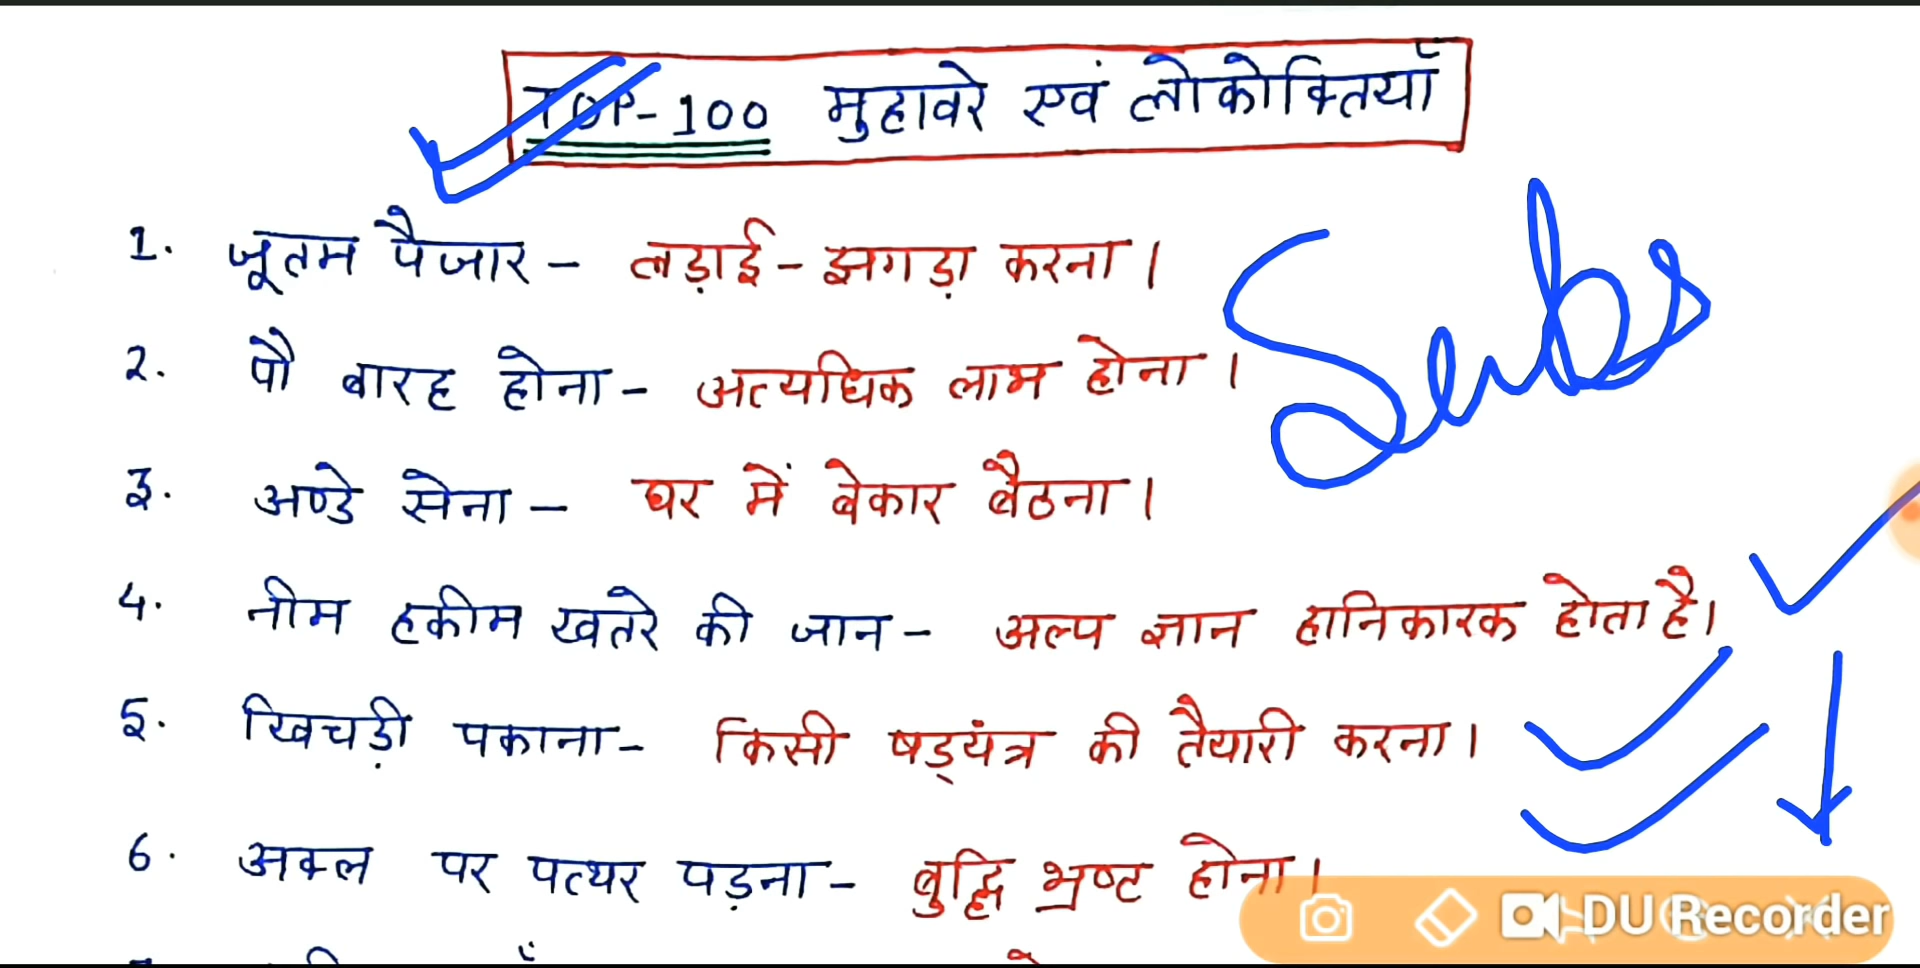 TOP-100 मुहावरे एवं लोकोक्तियाँ
1. जूतम पैजार - लड़ाई - झगड़ा करना।
Subs
2. पौ बारह होना - अत्यधिक लाभ होना।
3. अण्डे सेना - घर में बेकार बैठना।
4. नीम हकीम खतरे की जान - अल्प ज्ञान हानिकारक होता है।
5. खिचड़ी पकाना - किसी षड्यंत्र की तैयारी करना।
6. अक्ल पर पत्थर पड़ना - बुद्धि भ्रष्ट होना।
DU Recorder